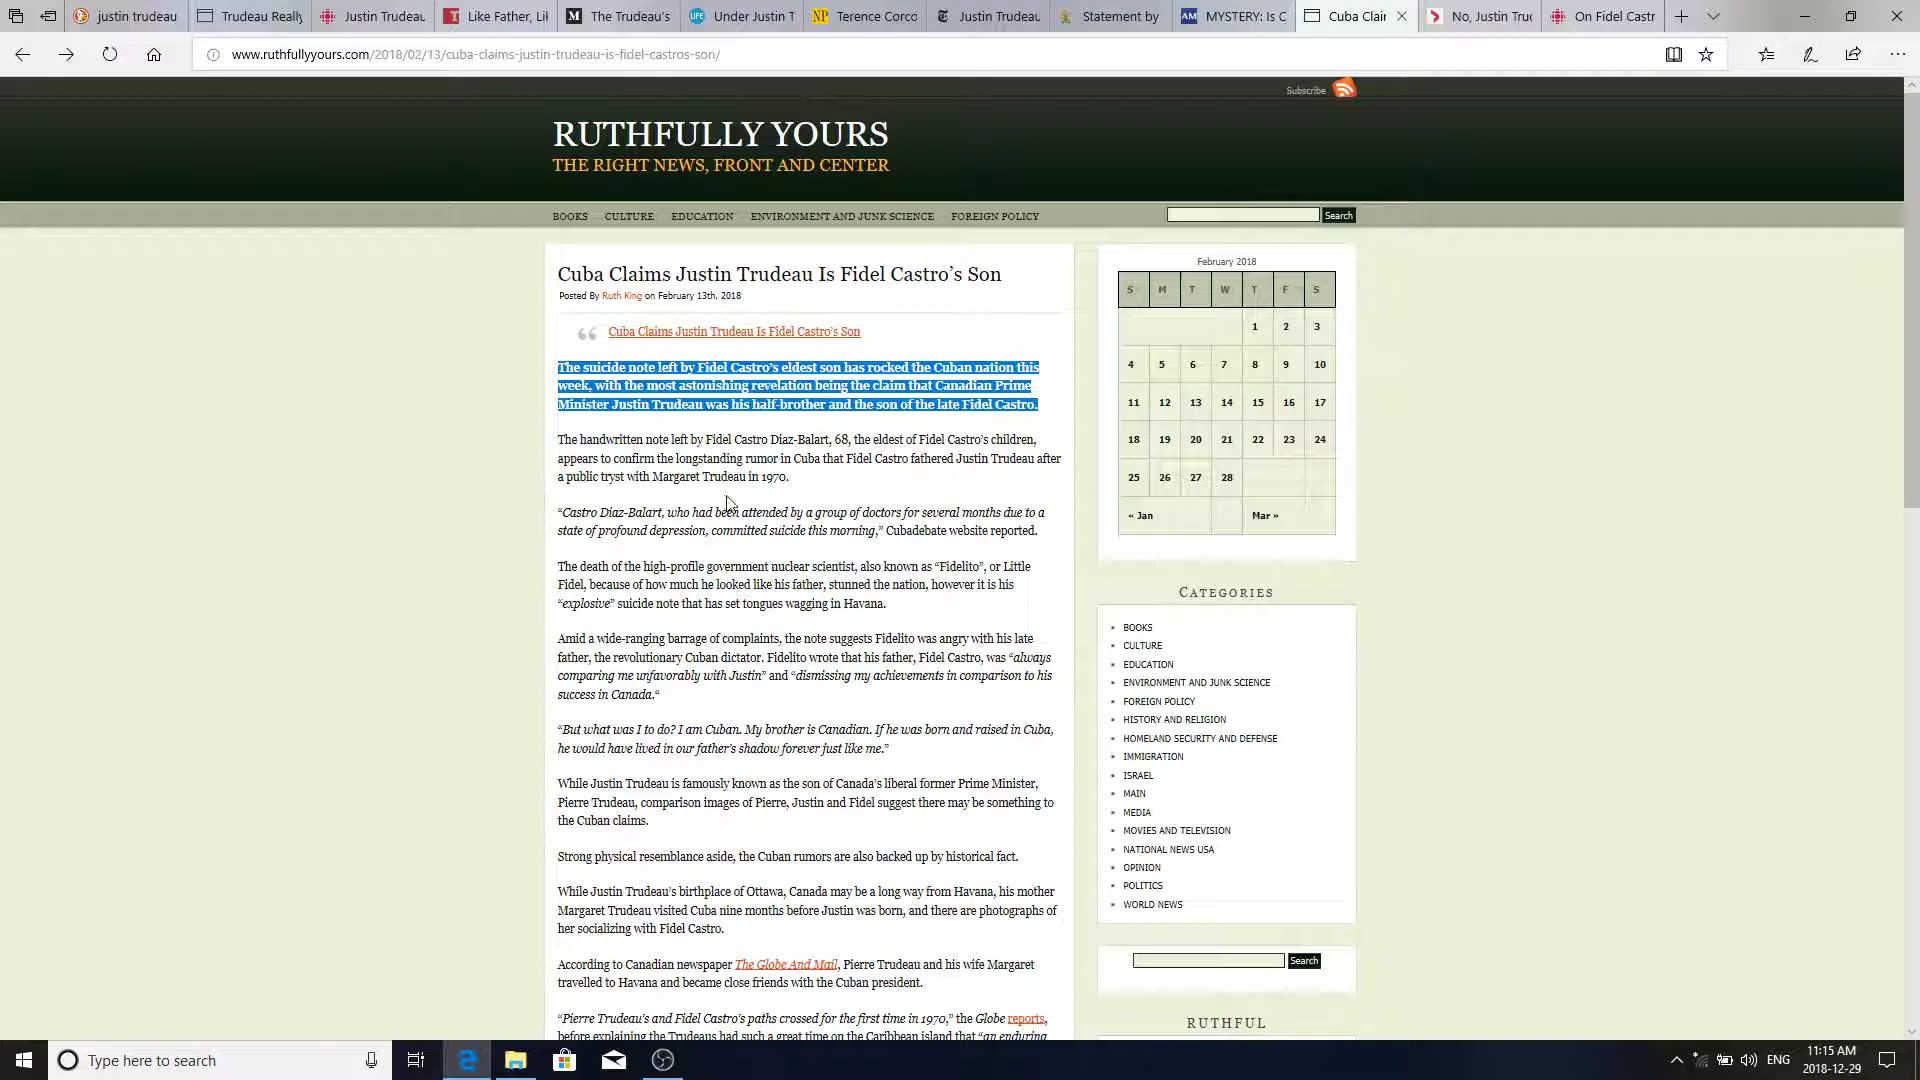 justin trudeau
Trudeau Really
Justin Trudeau
Like Father, Lil
The Trudeau's
Under Justin T
Terence Corco
Justin Trudeau
Statement by
MYSTERY: Is C
Cuba Clair
No, Justin Truc
On Fidel Castr
www.ruthfullyyours.com/2018/02/13/cuba-claims-justin-trudeau-is-fidel-castros-son/
Subscribe
RUTHFULLY YOURS
THE RIGHT NEWS, FRONT AND CENTER
BOOKS CULTURE EDUCATION ENVIRONMENT AND JUNK SCIENCE FOREIGN POLICY
Search
Cuba Claims Justin Trudeau Is Fidel Castro's Son
Posted By Ruth King on February 13th, 2018
Cuba Claims Justin Trudeau Is Fidel Castro's Son
The suicide note left by Fidel Castro's eldest son has rocked the Cuban nation this
week, with the most astonishing revelation being the claim that Canadian Prime
Minister Justin Trudeau was his half-brother and the son of the late Fidel Castro.
The handwritten note left by Fidel Castro Diaz-Balart, 68, the eldest of Fidel Castro's children,
appears to confirm the longstanding rumor in Cuba that Fidel Castro fathered Justin Trudeau after
a public tryst with Margaret Trudeau in 1970.
“Castro Diaz-Balart, who had been attended by a group of doctors for several months due to a
state of profound depression, committed suicide this morning,” Cubadebate website reported.
The death of the high-profile government nuclear scientist, also known as “Fidelito”, or Little
Fidel, because of how much he looked like his father, stunned the nation, however it is his
“explosive” suicide note that has set tongues wagging in Havana.
Amid a wide-ranging barrage of complaints, the note suggests Fidelito was angry with his late
father, the revolutionary Cuban dictator. Fidelito wrote that his father, Fidel Castro, was “always
comparing me unfavorably with Justin” and “dismissing my achievements in comparison to his
success in Canada.“
“But what was I to do? I am Cuban. My brother is Canadian. If he was born and raised in Cuba,
he would have lived in our father's shadow forever just like me.”
While Justin Trudeau is famously known as the son of Canada's liberal former Prime Minister,
Pierre Trudeau, comparison images of Pierre, Justin and Fidel suggest there may be something to
the Cuban claims.
Strong physical resemblance aside, the Cuban rumors are also backed up by historical fact.
While Justin Trudeau's birthplace of Ottawa, Canada may be a long way from Havana, his mother
Margaret Trudeau visited Cuba nine months before Justin was born, and there are photographs of
her socializing with Fidel Castro.
According to Canadian newspaper The Globe And Mail, Pierre Trudeau and his wife Margaret
travelled to Havana and became close friends with the Cuban president.
“Pierre Trudeau's and Fidel Castro's paths crossed for the first time in 1970,” the Globe reports,
before explaining the Trudeaus had such a great time on the Caribbean island that “an enduring
February 2018
S M T W T F S
1 2 3
4 5 6 7 8 9 10
11 12 13 14 15 16 17
18 19 20 21 22 23 24
25 26 27 28
« Jan Mar »
CATEGORIES
BOOKS
CULTURE
EDUCATION
ENVIRONMENT AND JUNK SCIENCE
FOREIGN POLICY
HISTORY AND RELIGION
HOMELAND SECURITY AND DEFENSE
IMMIGRATION
ISRAEL
MAIN
MEDIA
MOVIES AND TELEVISION
NATIONAL NEWS USA
OPINION
POLITICS
WORLD NEWS
Search
RUTHFUL
Type here to search
ENG
11:15 AM
2018-12-29